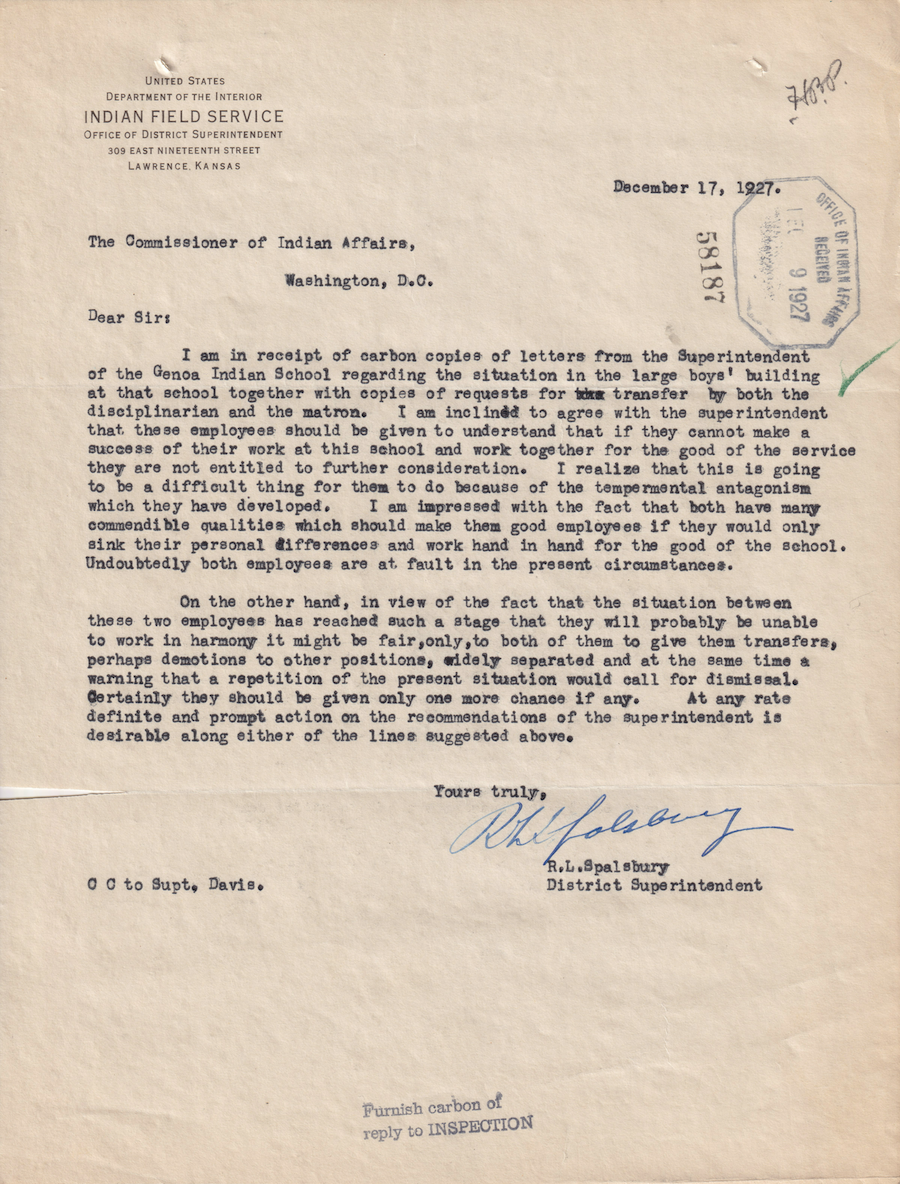 UNITED STATES
DEPARTMENT OF THE INTERIOR
INDIAN FIELD SERVICE
OFFICE OF DISTRICT SUPERINTENDENT
309 EAST NINETEENTH STREET
LAWRENCE, KANSAS
December 17, 1927.
OFFICE OF INDIAN AFFAIRS
RECEIVED
9 1927
58187
The Commissioner of Indian Affairs,
Washington, D.C.
Dear Sir:
I am in receipt of carbon copies of letters from the Superintendent
of the Genoa Indian School regarding the situation in the large boys' building
at that school together with copies of requests for transfer by both the
disciplinarian and the matron. I am inclined to agree with the superintendent
that these employees should be given to understand that if they cannot make a
success of their work at this school and work together for the good of the service
they are not entitled to further consideration. I realize that this is going
to be a difficult thing for them to do because of the tempermental antagonism
which they have developed. I am impressed with the fact that both have many
commendible qualities which should make them good employees if they would only
sink their personal differences and work hand in hand for the good of the school.
Undoubtedly both employees are at fault in the present circumstances.
On the other hand, in view of the fact that the situation between
these two employees has reached such a stage that they will probably be unable
to work in harmony it might be fair,only,to both of them to give them transfers,
perhaps demotions to other positions, widely separated and at the same time a
warning that a repetition of the present situation would call for dismissal.
Certainly they should be given only one more chance if any. At any rate
definite and prompt action on the recommendations of the superintendent is
desirable along either of the lines suggested above.
Yours truly,
R L Spalsbury
R.L.Spalsbury
C C to Supt, Davis.
District Superintendent
Furnish carbon of
reply to INSPECTION